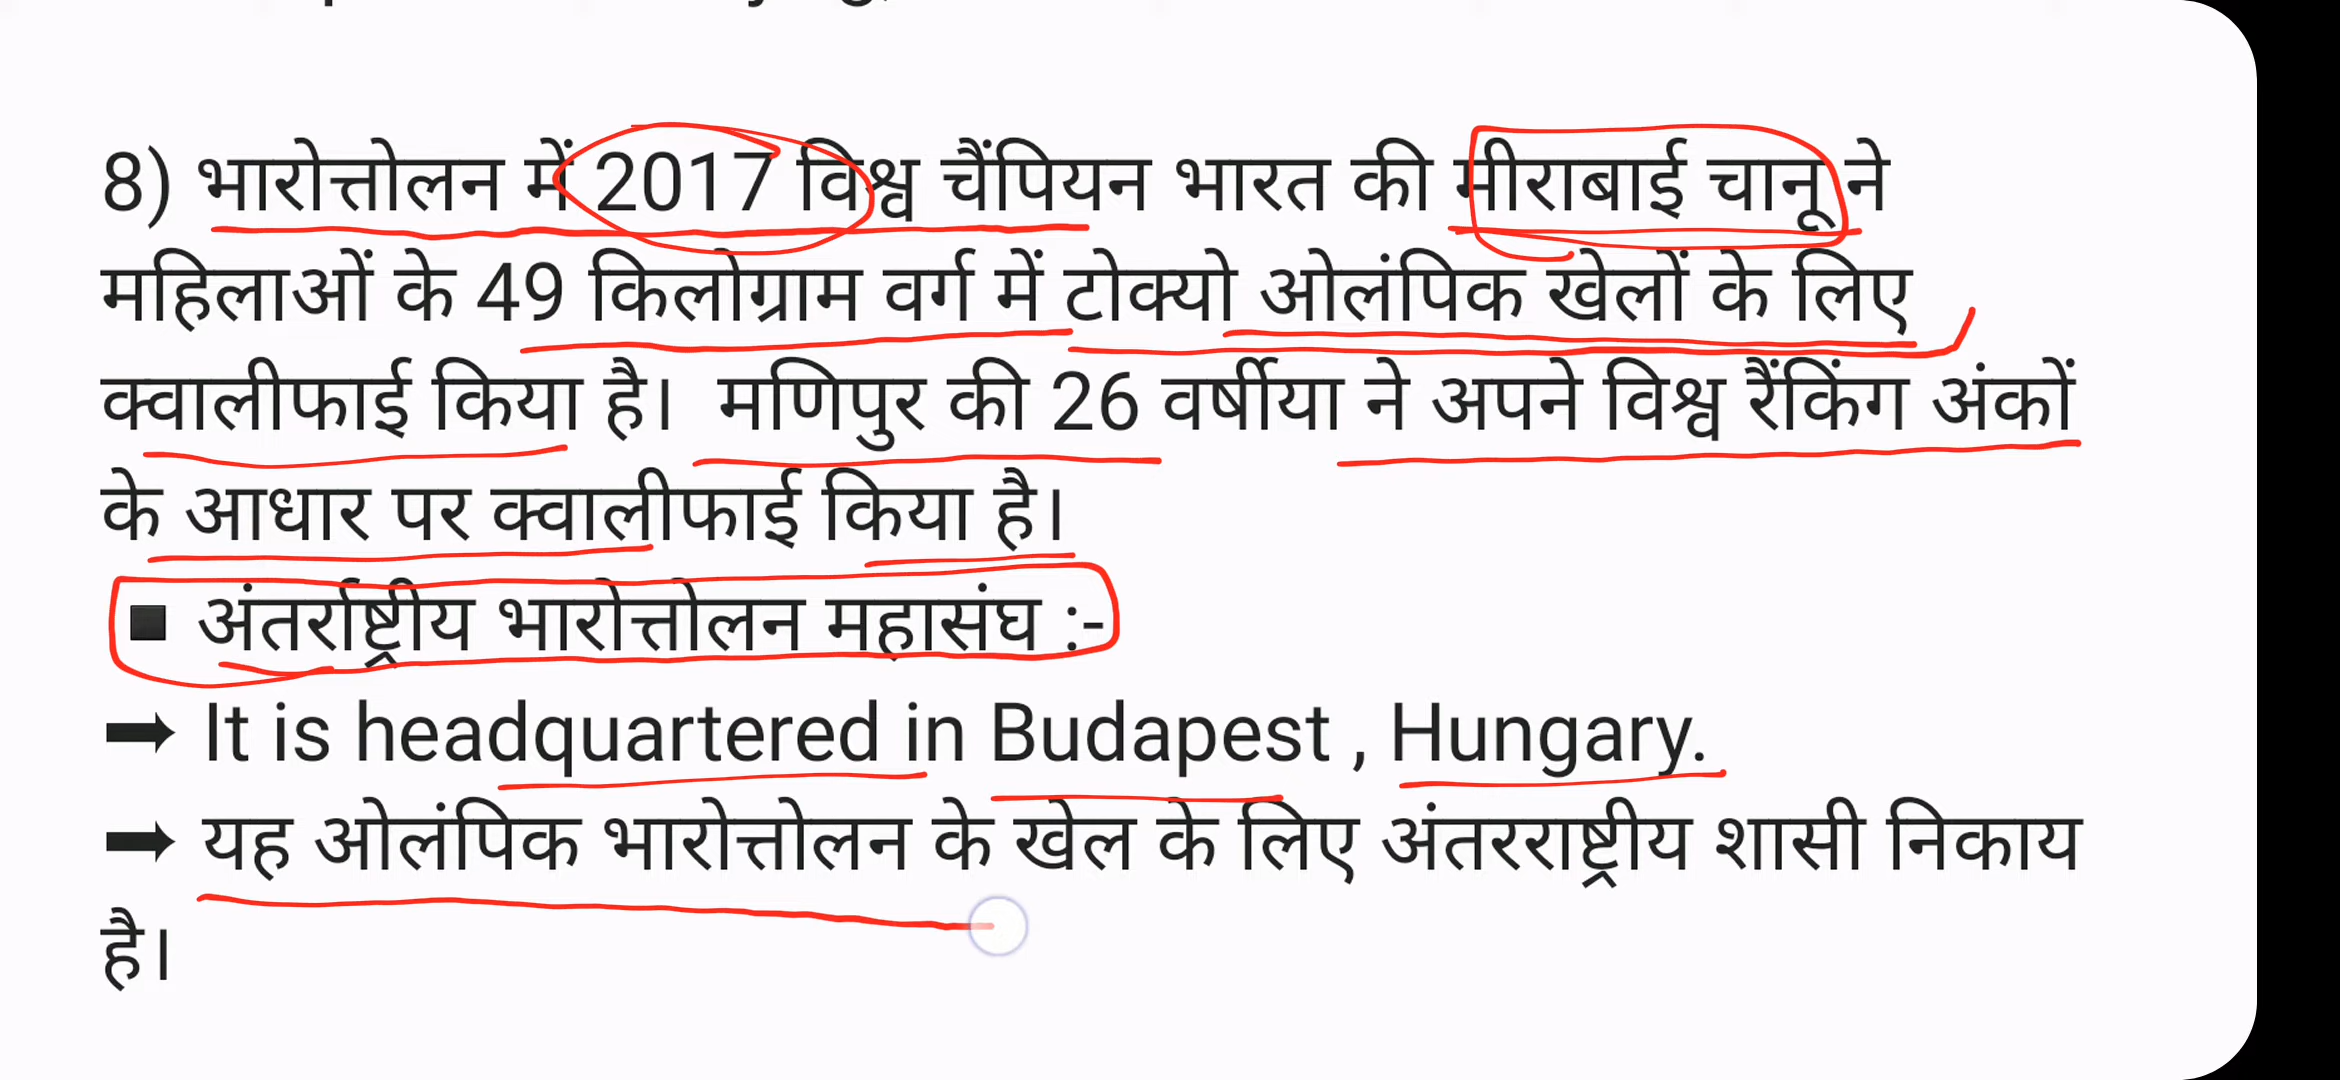 8) भारोत्तोलन में 2017 विश्व चैंपियन भारत की मीराबाई चानू ने
महिलाओं के 49 किलोग्राम वर्ग में टोक्यो ओलंपिक खेलों के लिए
क्वालीफाई किया है। मणिपुर की 26 वर्षीया ने अपने विश्व रैंकिंग अंकों
के आधार पर क्वालीफाई किया है।
▪ अंतर्राष्ट्रीय भारोत्तोलन महासंघ :-
➡ It is headquartered in Budapest , Hungary.
➡ यह ओलंपिक भारोत्तोलन के खेल के लिए अंतरराष्ट्रीय शासी निकाय
है।